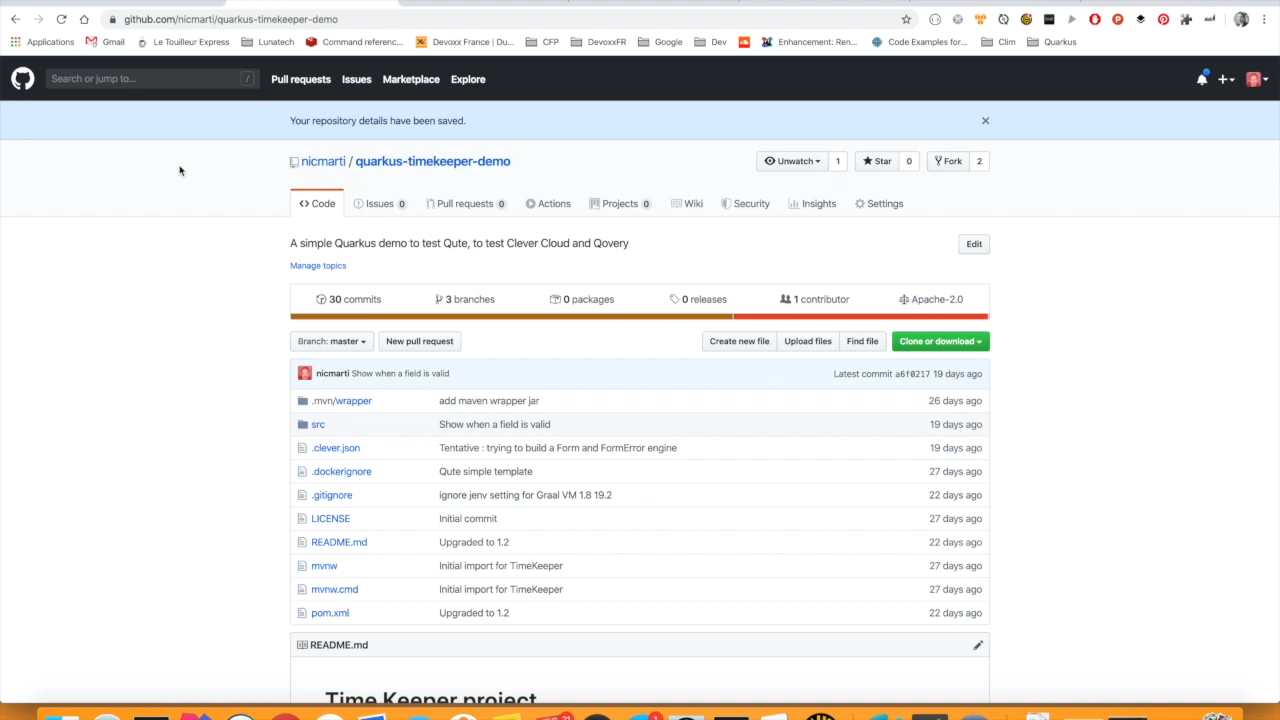 github.com/nicmarti/quarkus-timekeeper-demo
Applications Gmail Le Touilleur Express Lunatech Command referenc... Devoxx France | Du... CFP DevoxxFR Google Dev Enhancement: Ren... Code Examples for... Clim Quarkus
Search or jump to... / Pull requests Issues Marketplace Explore
Your repository details have been saved.
nicmarti / quarkus-timekeeper-demo Unwatch 1 Star 0 Fork 2
Code Issues 0 Pull requests 0 Actions Projects 0 Wiki Security Insights Settings
A simple Quarkus demo to test Qute, to test Clever Cloud and Qovery Edit
Manage topics
30 commits 3 branches 0 packages 0 releases 1 contributor Apache-2.0
Branch: master New pull request Create new file Upload files Find file Clone or download
nicmarti Show when a field is valid Latest commit a6f0217 19 days ago
.mvn/wrapper add maven wrapper jar 26 days ago
src Show when a field is valid 19 days ago
.clever.json Tentative : trying to build a Form and FormError engine 19 days ago
.dockerignore Qute simple template 27 days ago
.gitignore ignore jenv setting for Graal VM 1.8 19.2 22 days ago
LICENSE Initial commit 27 days ago
README.md Upgraded to 1.2 22 days ago
mvnw Initial import for TimeKeeper 27 days ago
mvnw.cmd Initial import for TimeKeeper 27 days ago
pom.xml Upgraded to 1.2 22 days ago
README.md
Time Keeper project